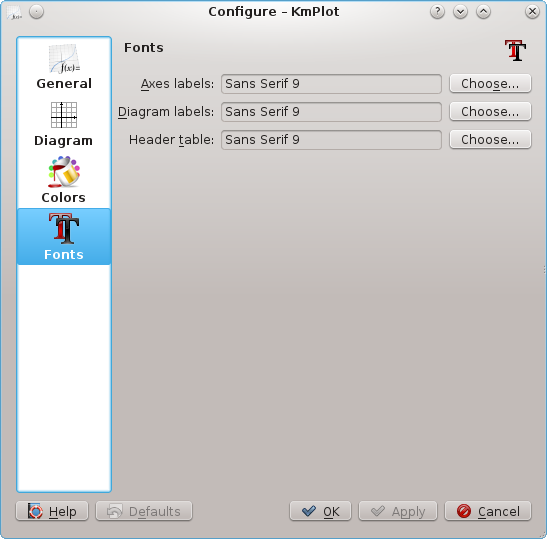 Configure – KmPlot
?
f(x)=
General
Diagram
Colors
Fonts
Fonts
Axes labels: Sans Serif 9 Choose...
Diagram labels: Sans Serif 9 Choose...
Header table: Sans Serif 9 Choose...
Help Defaults OK Apply Cancel